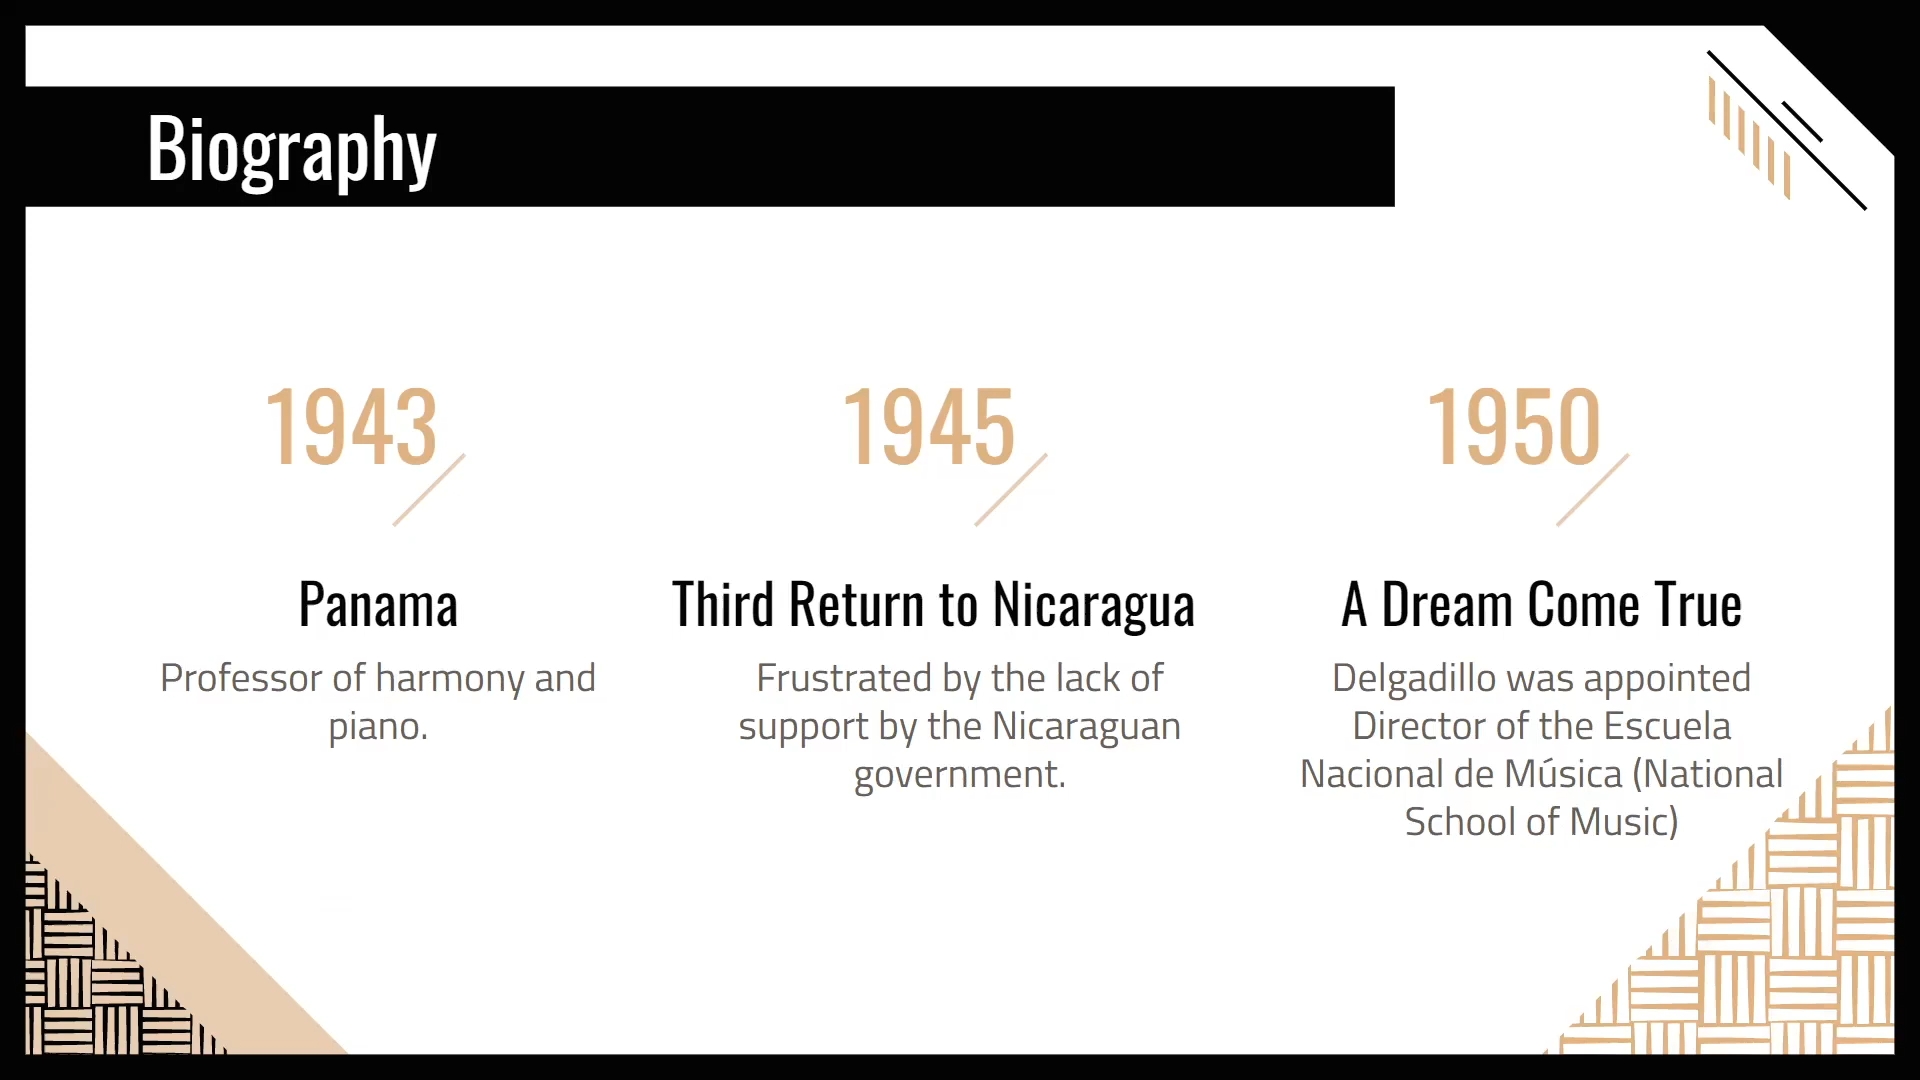 Biography
1943
Panama
Professor of harmony and
piano.
1945
Third Return to Nicaragua
Frustrated by the lack of
support by the Nicaraguan
government.
1950
A Dream Come True
Delgadillo was appointed
Director of the Escuela
Nacional de Música (National
School of Music)